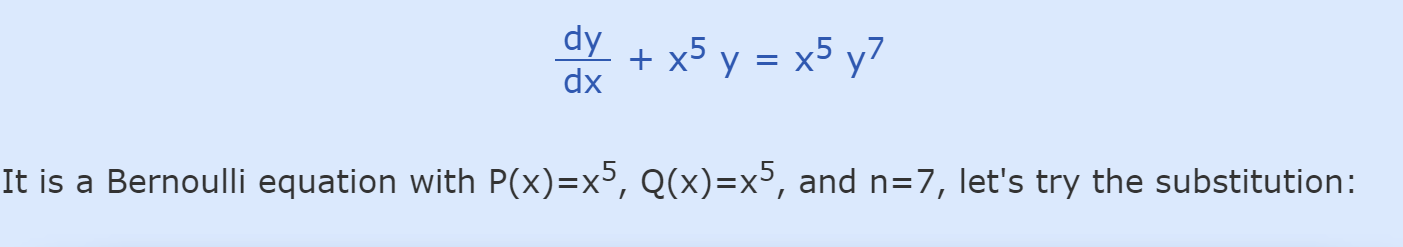 dy/dx + x⁵ y = x⁵ y⁷
It is a Bernoulli equation with P(x)=x⁵, Q(x)=x⁵, and n=7, let's try the substitution: